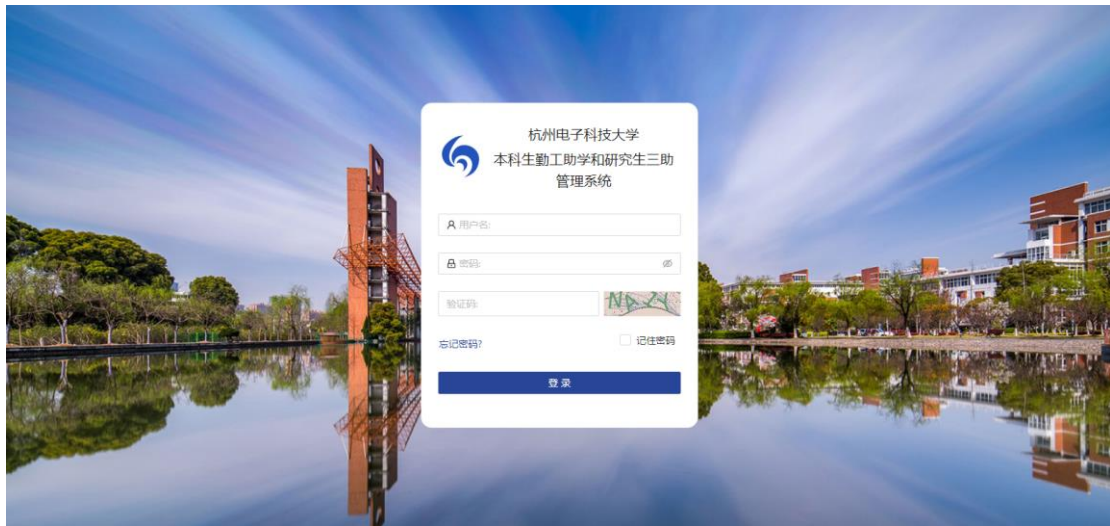 杭州电子科技大学
本科生勤工助学和研究生三助
管理系统
用户名:
密码:
验证码:
忘记密码?
记住密码
登 录